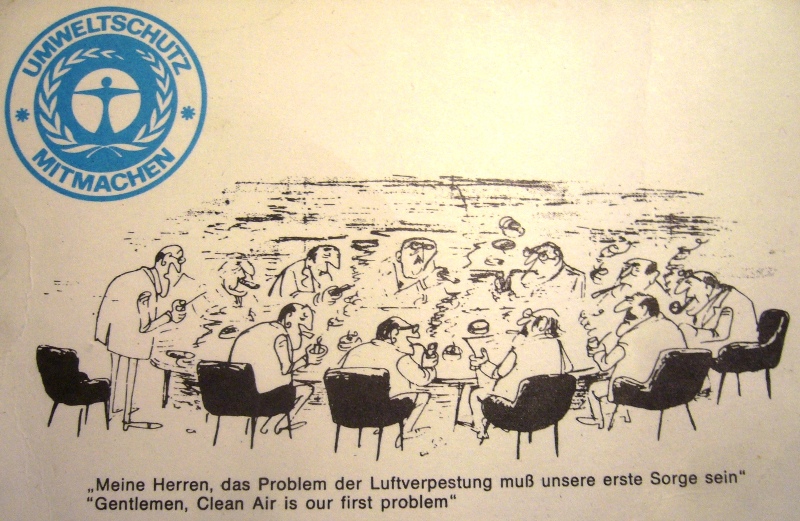 UMWELTSCHUTZ
MITMACHEN
„Meine Herren, das Problem der Luftverpestung muß unsere erste Sorge sein“
“Gentlemen, Clean Air is our first problem“